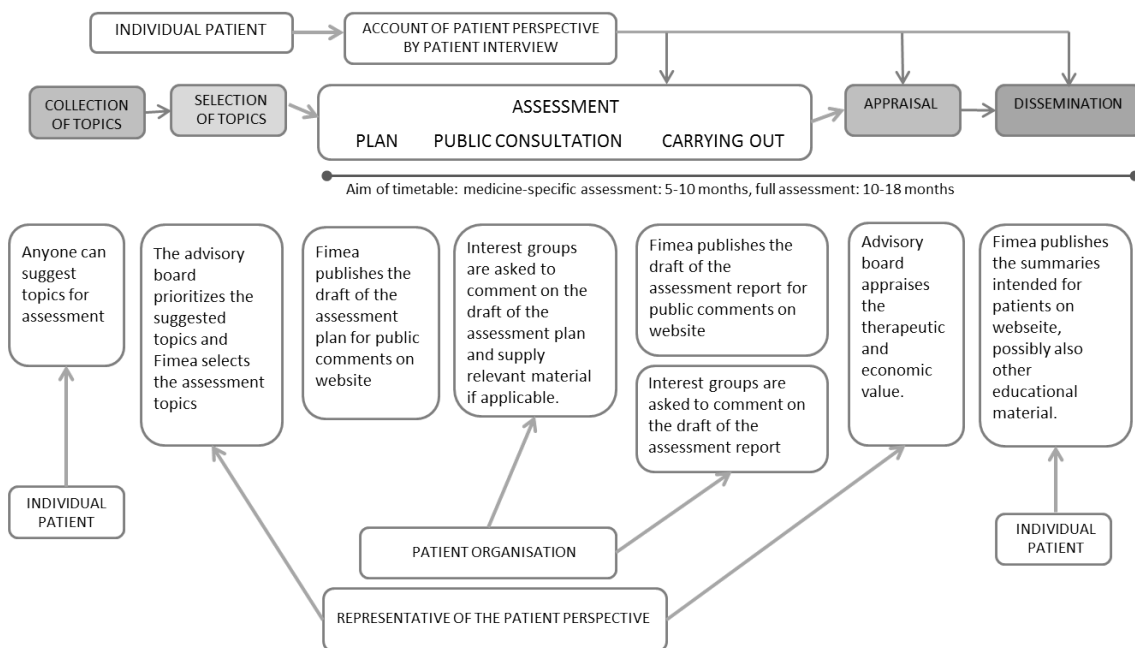 INDIVIDUAL PATIENT
ACCOUNT OF PATIENT PERSPECTIVE
BY PATIENT INTERVIEW
COLLECTION
OF TOPICS
SELECTION
OF TOPICS
ASSESSMENT
PLAN PUBLIC CONSULTATION CARRYING OUT
APPRAISAL
DISSEMINATION
Aim of timetable: medicine-specific assessment: 5-10 months, full assessment: 10-18 months
Anyone can
suggest
topics for
assessment
The advisory
board
prioritizes the
suggested
topics and
Fimea selects
the assessment
topics
Fimea
publishes the
draft of the
assessment
plan for public
comments on
website
Interest groups
are asked to
comment on the
draft of the
assessment plan
and supply
relevant material
if applicable.
Fimea publishes the
draft of the
assessment report for
public comments on
website
Interest groups are
asked to comment on
the draft of the
assessment report
Advisory
board
appraises
the
therapeutic
and
economic
value.
Fimea publishes
the summaries
intended for
patients on
webseite,
possibly also
other
educational
material.
INDIVIDUAL
PATIENT
PATIENT ORGANISATION
INDIVIDUAL
PATIENT
REPRESENTATIVE OF THE PATIENT PERSPECTIVE